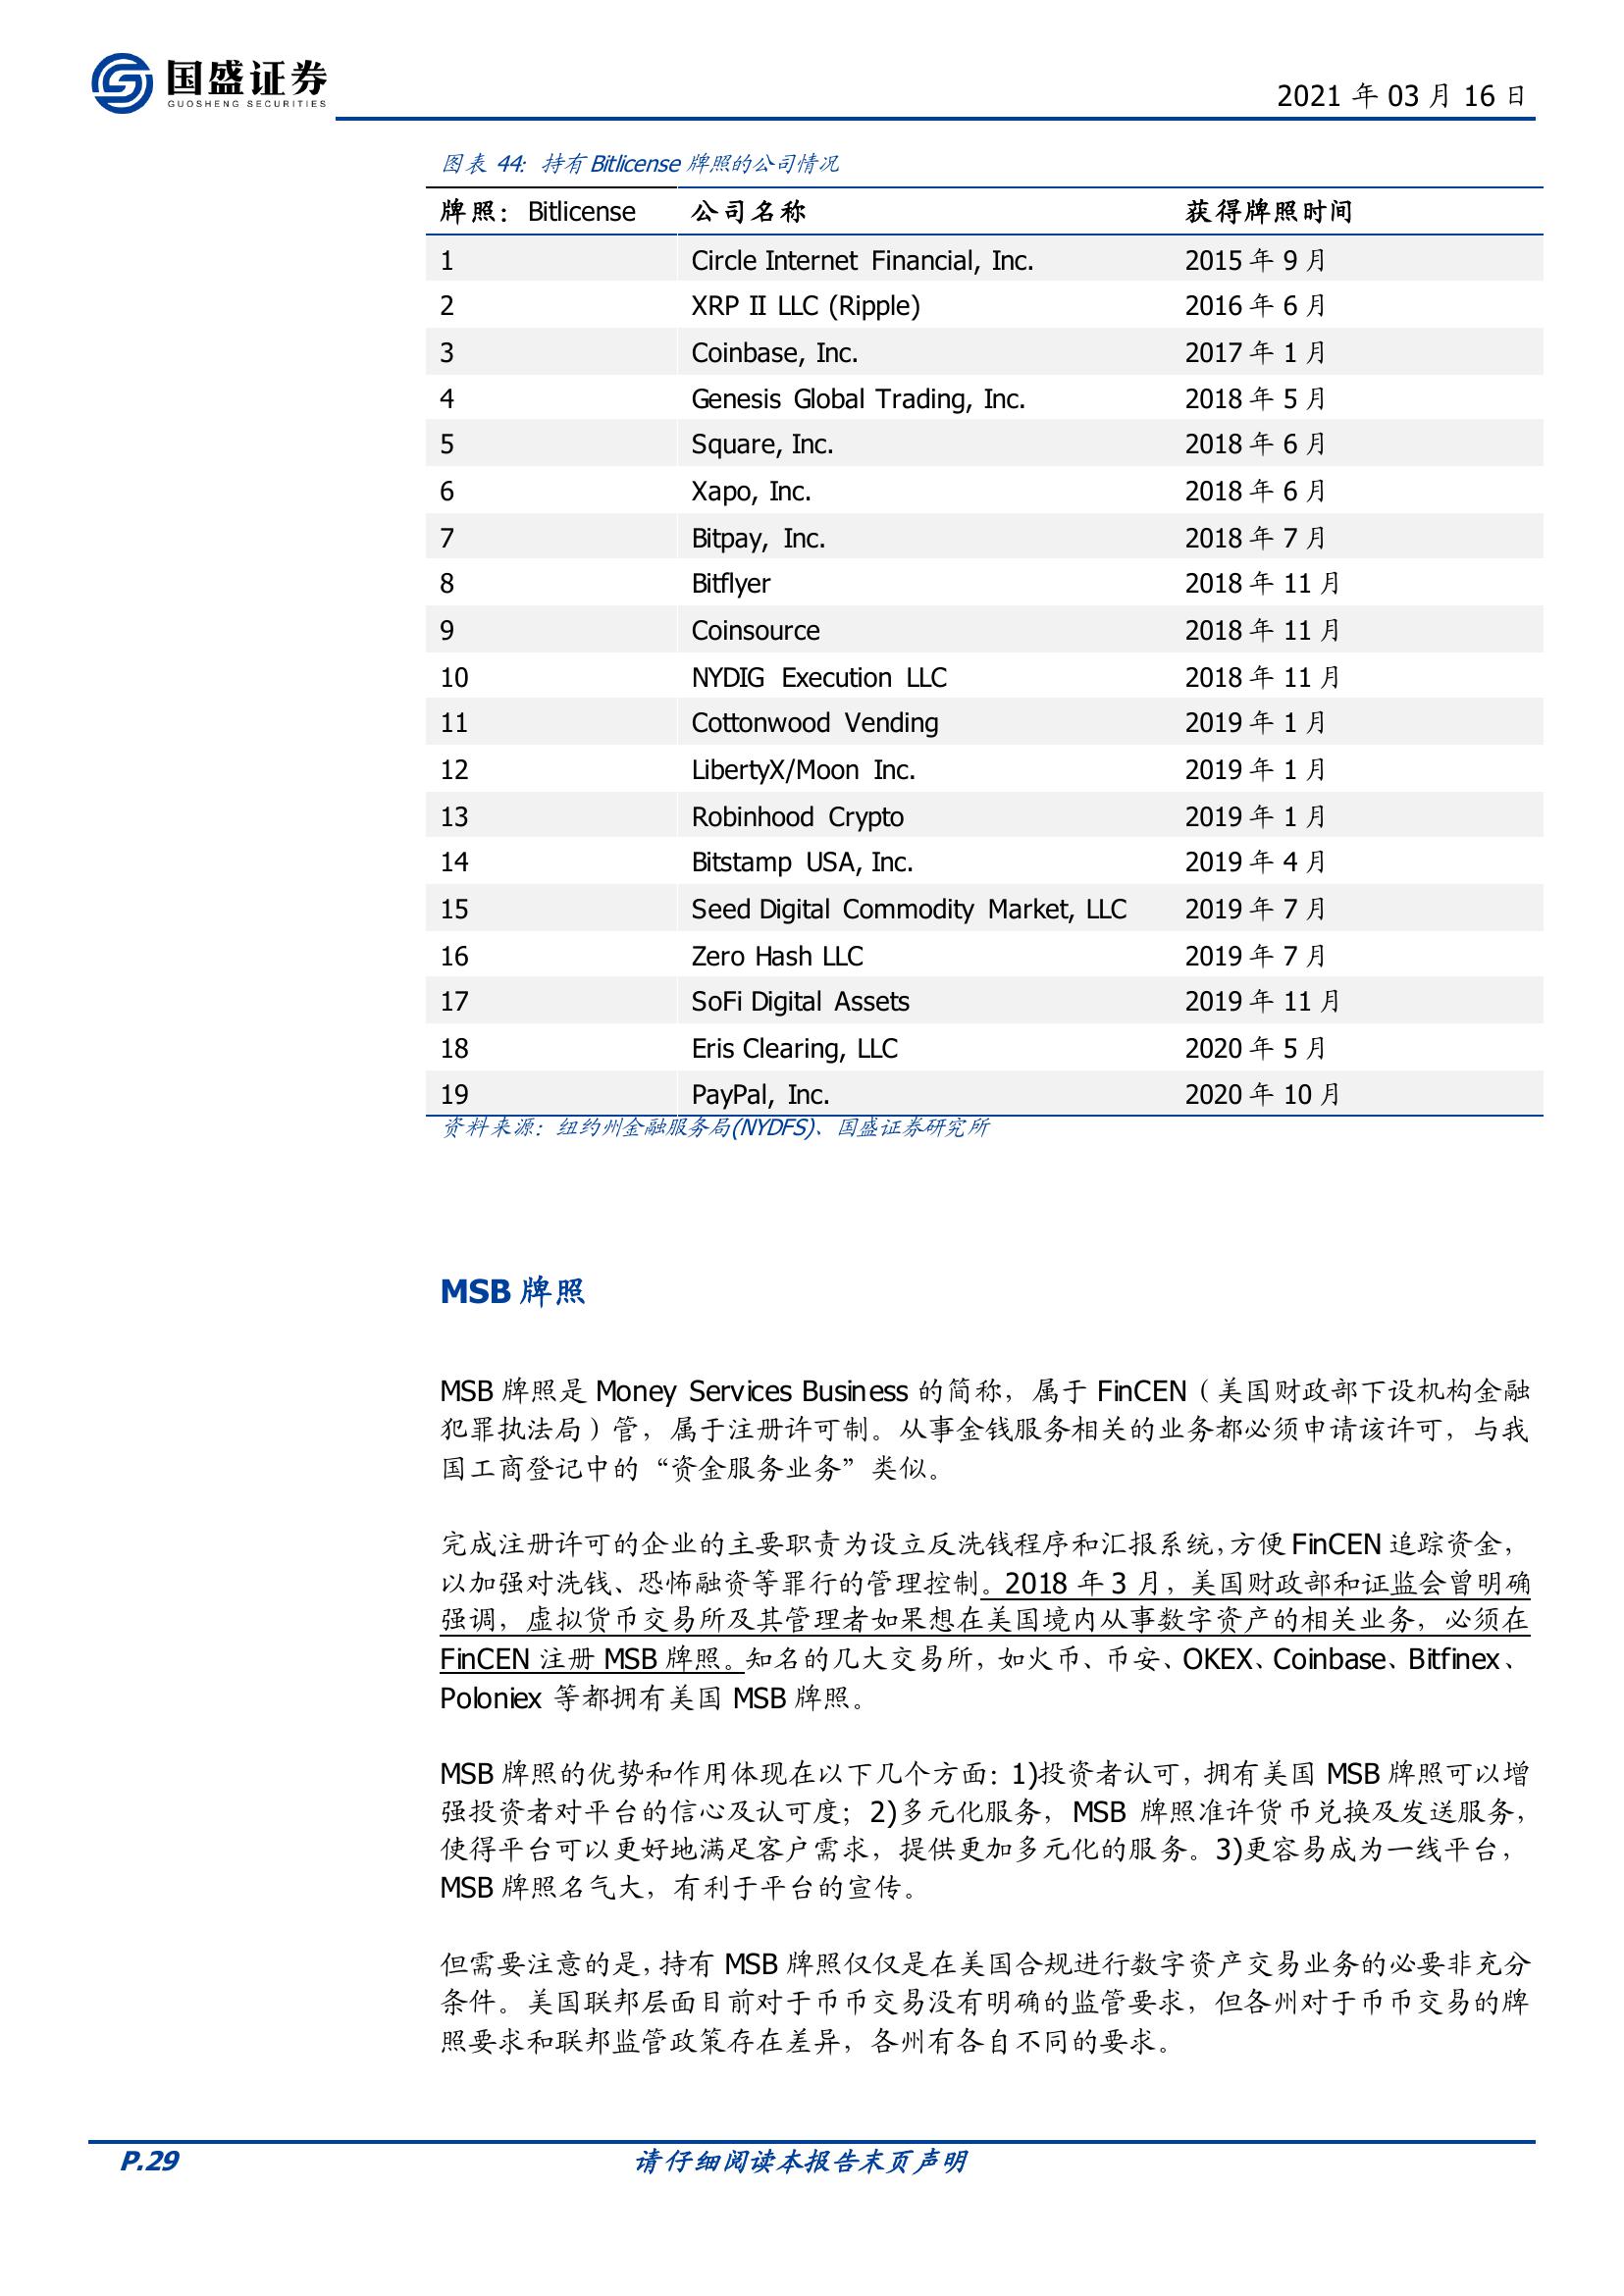 国盛证券
GUOSHENG SECURITIES
2021 年 03 月 16 日
图表 44：持有 Bitlicense 牌照的公司情况
牌照：Bitlicense 公司名称 获得牌照时间
1 Circle Internet Financial, Inc. 2015 年 9 月
2 XRP II LLC (Ripple) 2016 年 6 月
3 Coinbase, Inc. 2017 年 1 月
4 Genesis Global Trading, Inc. 2018 年 5 月
5 Square, Inc. 2018 年 6 月
6 Xapo, Inc. 2018 年 6 月
7 Bitpay, Inc. 2018 年 7 月
8 Bitflyer 2018 年 11 月
9 Coinsource 2018 年 11 月
10 NYDIG Execution LLC 2018 年 11 月
11 Cottonwood Vending 2019 年 1 月
12 LibertyX/Moon Inc. 2019 年 1 月
13 Robinhood Crypto 2019 年 1 月
14 Bitstamp USA, Inc. 2019 年 4 月
15 Seed Digital Commodity Market, LLC 2019 年 7 月
16 Zero Hash LLC 2019 年 7 月
17 SoFi Digital Assets 2019 年 11 月
18 Eris Clearing, LLC 2020 年 5 月
19 PayPal, Inc. 2020 年 10 月
资料来源：纽约州金融服务局(NYDFS)、国盛证券研究所
MSB 牌照
MSB 牌照是 Money Services Business 的简称，属于 FinCEN（美国财政部下设机构金融
犯罪执法局）管，属于注册许可制。从事金钱服务相关的业务都必须申请该许可，与我
国工商登记中的“资金服务业务”类似。
完成注册许可的企业的主要职责为设立反洗钱程序和汇报系统，方便 FinCEN 追踪资金，
以加强对洗钱、恐怖融资等罪行的管理控制。2018 年 3 月，美国财政部和证监会曾明确
强调，虚拟货币交易所及其管理者如果想在美国境内从事数字资产的相关业务，必须在
FinCEN 注册 MSB 牌照。知名的几大交易所，如火币、币安、OKEX、Coinbase、Bitfinex、
Poloniex 等都拥有美国 MSB 牌照。
MSB 牌照的优势和作用体现在以下几个方面：1)投资者认可，拥有美国 MSB 牌照可以增
强投资者对平台的信心及认可度；2)多元化服务，MSB 牌照准许货币兑换及发送服务，
使得平台可以更好地满足客户需求，提供更加多元化的服务。3)更容易成为一线平台，
MSB 牌照名气大，有利于平台的宣传。
但需要注意的是，持有 MSB 牌照仅仅是在美国合规进行数字资产交易业务的必要非充分
条件。美国联邦层面目前对于币币交易没有明确的监管要求，但各州对于币币交易的牌
照要求和联邦监管政策存在差异，各州有各自不同的要求。
P.29 请仔细阅读本报告末页声明